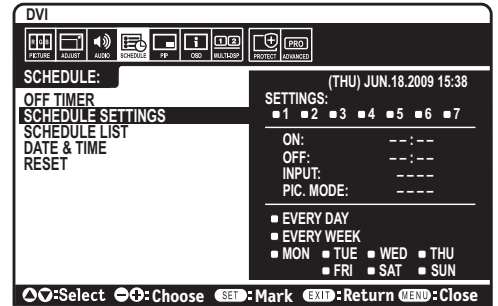 DVI
RGB
PICTURE ADJUST AUDIO SCHEDULE PIP OSD MULTI-DSP PROTECT PRO ADVANCED
SCHEDULE:
OFF TIMER
SCHEDULE SETTINGS
SCHEDULE LIST
DATE & TIME
RESET
(THU) JUN.18.2009 15:38
SETTINGS:
1 2 3 4 5 6 7
ON: --:--
OFF: --:--
INPUT: ----
PIC. MODE: ----
EVERY DAY
EVERY WEEK
MON TUE WED THU
FRI SAT SUN
:Select :Choose SET:Mark EXIT:Return MENU:Close